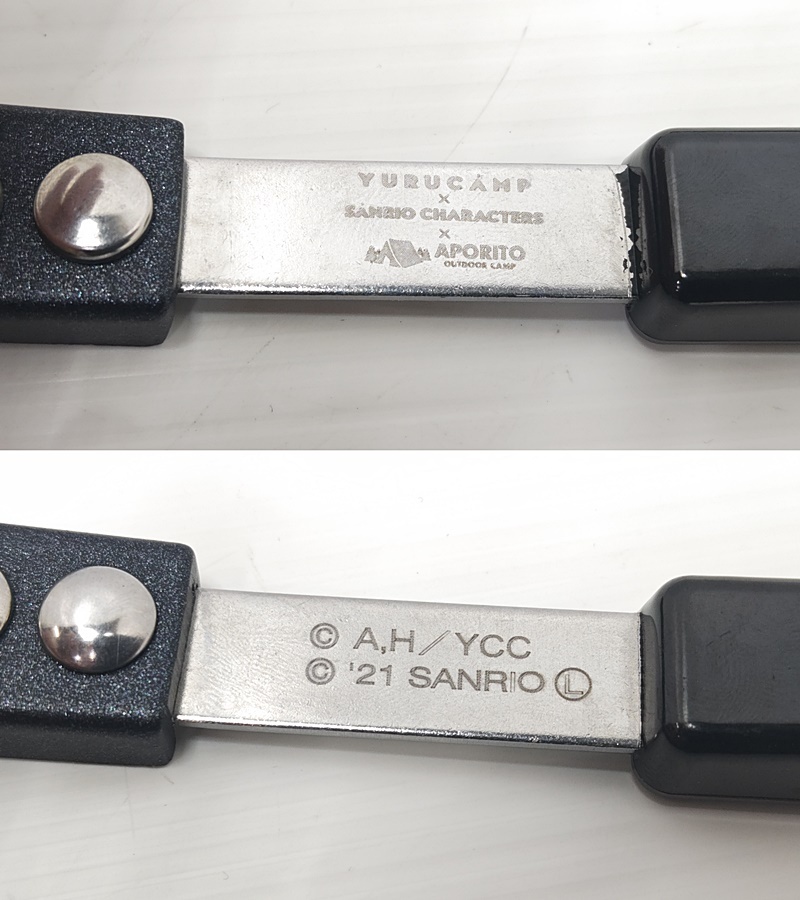 YURUCAMP
×
SANRIO CHARACTERS
×
APORITO
OUTDOOR CAMP
© A,H／YCC
© '21 SANRIO Ⓛ